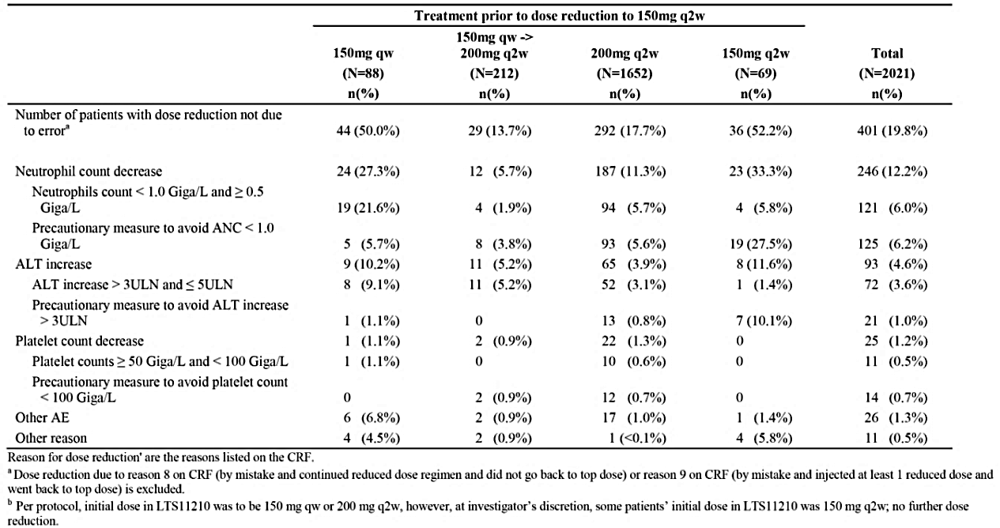 Treatment prior to dose reduction to 150mg q2w
150mg qw ->
150mg qw 200mg q2w 200mg q2w 150mg q2w Total
(N=88) (N=212) (N=1652) (N=69) (N=2021)
n(%) n(%) n(%) n(%) n(%)
Number of patients with dose reduction not due
to errorᵃ 44 (50.0%) 29 (13.7%) 292 (17.7%) 36 (52.2%) 401 (19.8%)
Neutrophil count decrease 24 (27.3%) 12 (5.7%) 187 (11.3%) 23 (33.3%) 246 (12.2%)
Neutrophils count < 1.0 Giga/L and ≥ 0.5
Giga/L 19 (21.6%) 4 (1.9%) 94 (5.7%) 4 (5.8%) 121 (6.0%)
Precautionary measure to avoid ANC < 1.0
Giga/L 5 (5.7%) 8 (3.8%) 93 (5.6%) 19 (27.5%) 125 (6.2%)
ALT increase 9 (10.2%) 11 (5.2%) 65 (3.9%) 8 (11.6%) 93 (4.6%)
ALT increase > 3ULN and ≤ 5ULN 8 (9.1%) 11 (5.2%) 52 (3.1%) 1 (1.4%) 72 (3.6%)
Precautionary measure to avoid ALT increase
> 3ULN 1 (1.1%) 0 13 (0.8%) 7 (10.1%) 21 (1.0%)
Platelet count decrease 1 (1.1%) 2 (0.9%) 22 (1.3%) 0 25 (1.2%)
Platelet counts ≥ 50 Giga/L and < 100 Giga/L 1 (1.1%) 0 10 (0.6%) 0 11 (0.5%)
Precautionary measure to avoid platelet count
< 100 Giga/L 0 2 (0.9%) 12 (0.7%) 0 14 (0.7%)
Other AE 6 (6.8%) 2 (0.9%) 17 (1.0%) 1 (1.4%) 26 (1.3%)
Other reason 4 (4.5%) 2 (0.9%) 1 (<0.1%) 4 (5.8%) 11 (0.5%)
Reason for dose reduction' are the reasons listed on the CRF.
ᵃ Dose reduction due to reason 8 on CRF (by mistake and continued reduced dose regimen and did not go back to top dose) or reason 9 on CRF (by mistake and injected at least 1 reduced dose and
went back to top dose) is excluded.
ᵇ Per protocol, initial dose in LTS11210 was to be 150 mg qw or 200 mg q2w, however, at investigator's discretion, some patients' initial dose in LTS11210 was 150 mg q2w; no further dose
reduction.